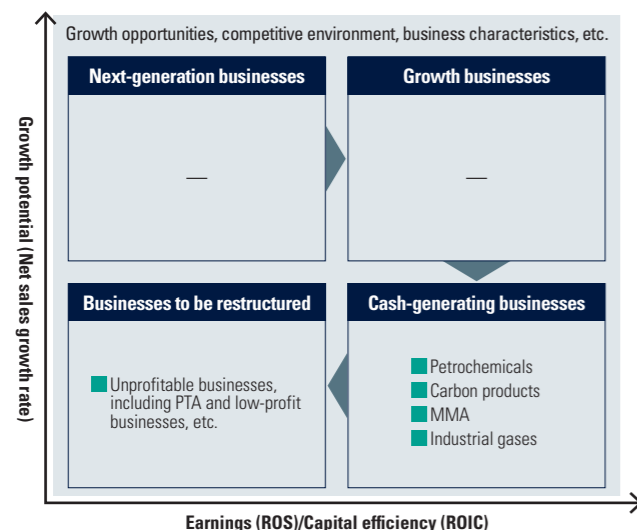 Growth opportunities, competitive environment, business characteristics, etc.
Growth potential (Net sales growth rate)
Next-generation businesses
—
Growth businesses
—
Businesses to be restructured
Unprofitable businesses,
including PTA and low-profit
businesses, etc.
Cash-generating businesses
Petrochemicals
Carbon products
MMA
Industrial gases
Earnings (ROS)/Capital efficiency (ROIC)